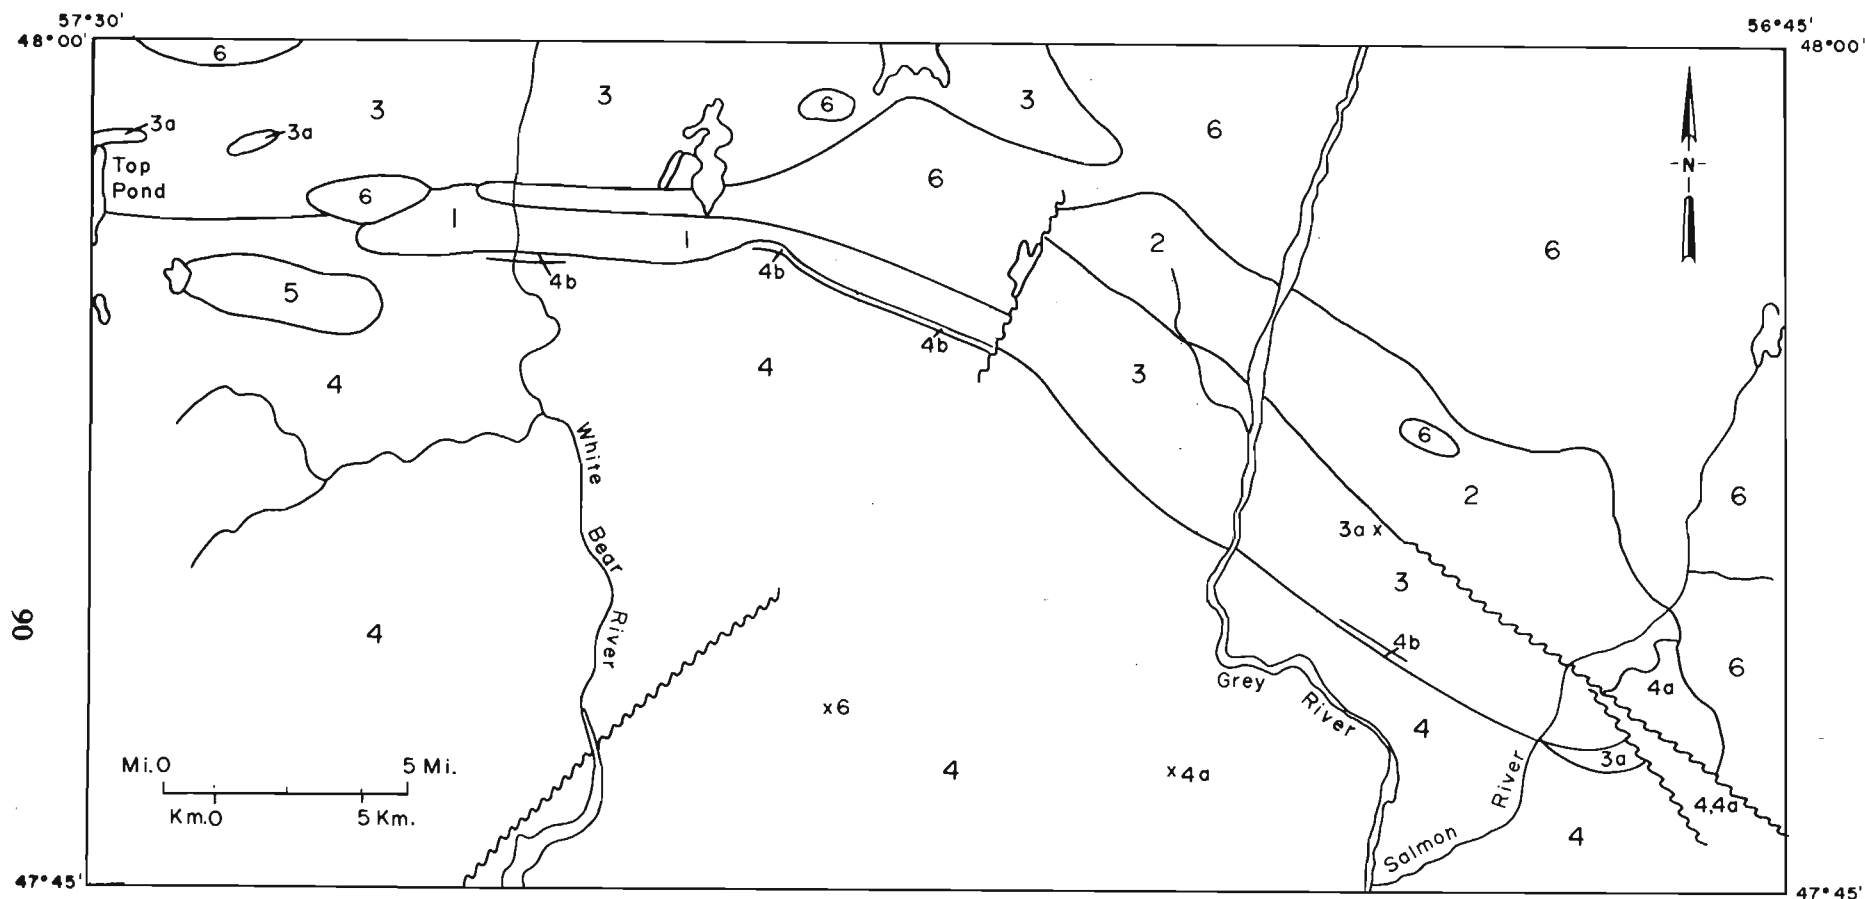 57°30' 56°45'
48°00' 48°00'
6
3 3 6 3
3a 3a 6
Top
Pond
N
6 6
1 1 2 6
4b 4b
5
4b
4 4 3
6
White
2 6
3a x
Bear
3
90
4 River
4b
6
Grey 4a
x6 River 4
Mi.0 5 Mi. 4 x4a 3a
River
Km.0 5 Km. 4,4a
Salmon 4
47°45' 47°45'